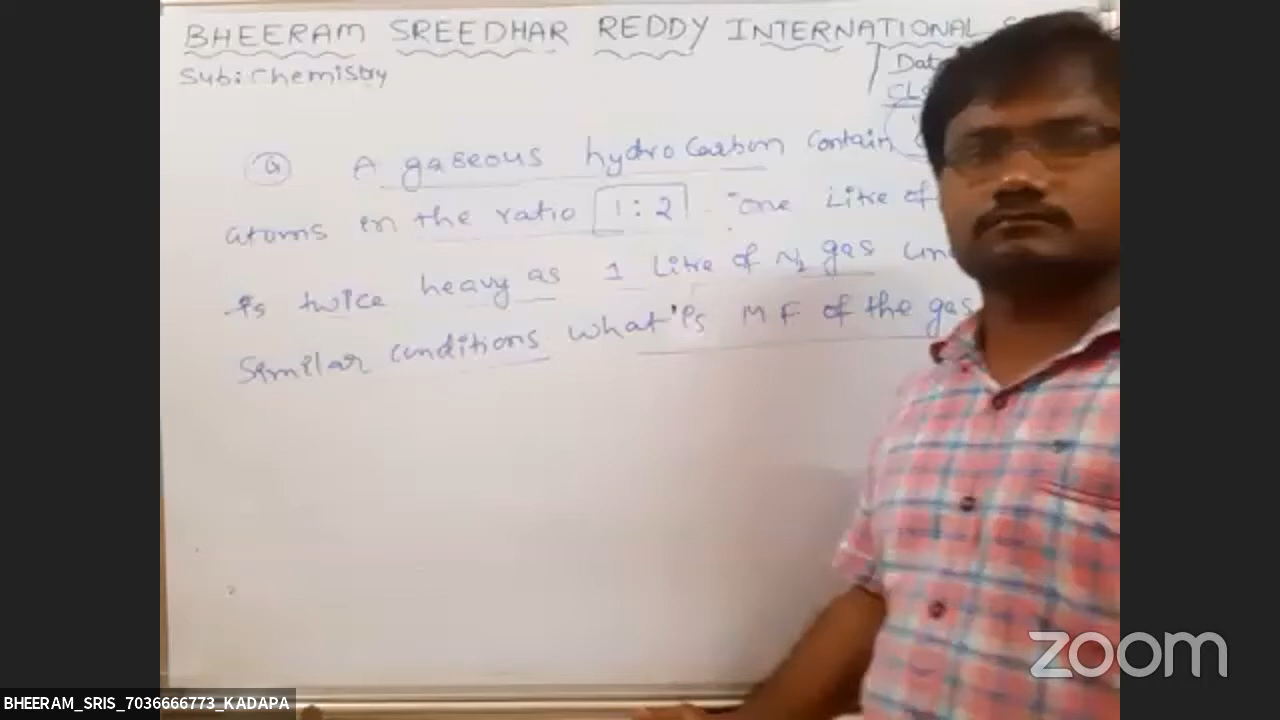 BHEERAM SREEDHAR REDDY INTERNATIONAL
Sub: Chemistry
Q A gaseous hydrocarbon contain
atoms in the ratio 1:2. one Litre of
is twice heavy as 1 Litre of N2 gas
Similar conditions what is MF of the gas
zoom
BHEERAM_SRIS_7036666773_KADAPA